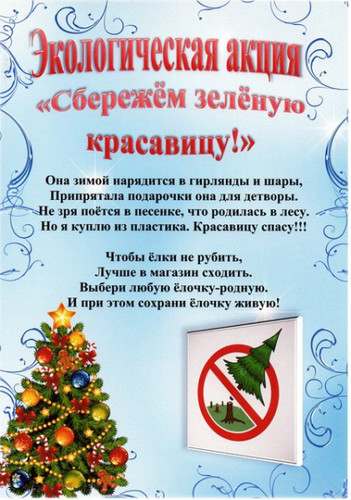 Экологическая акция
«Сбережём зелёную
красавицу!»
Она зимой нарядится в гирлянды и шары,
Припрятала подарочки она для детворы.
Не зря поётся в песенке, что родилась в лесу.
Но я куплю из пластика. Красавицу спасу!!!
Чтобы ёлки не рубить,
Лучше в магазин сходить.
Выбери любую ёлочку-родную.
И при этом сохрани ёлочку живую!